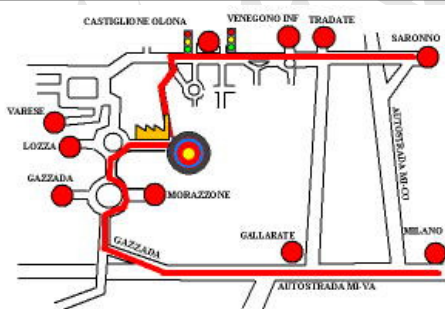 CASTIGLIONE OLONA
VENEGONO INF
TRADATE
SARONNO
VARESE
LOZZA
GAZZADA
MORAZZONE
AUTOSTRADA MI-CO
GAZZADA
GALLARATE
MILANO
AUTOSTRADA MI-VA